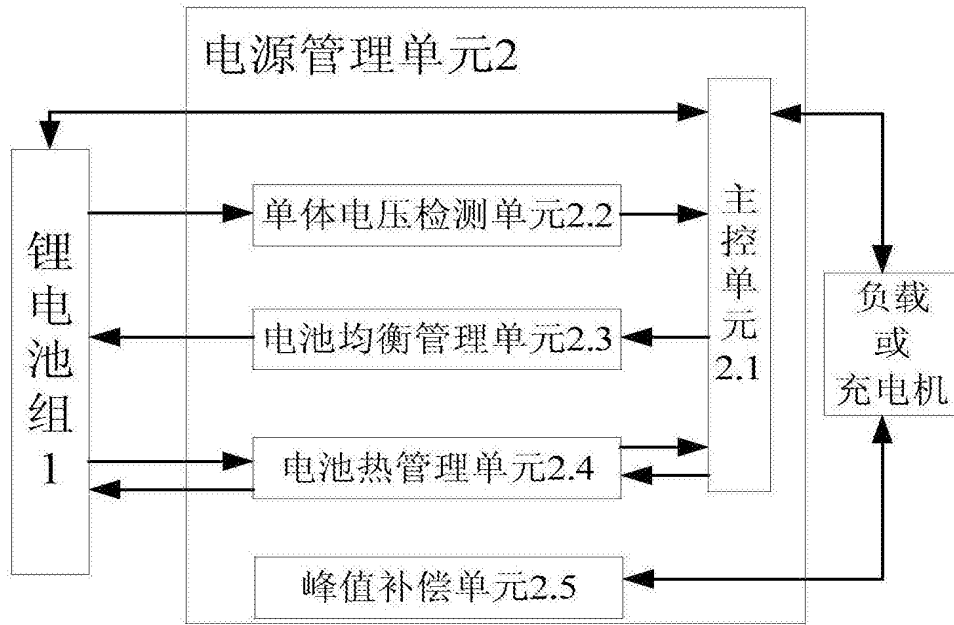 电源管理单元2
锂
电
池
组
1
单体电压检测单元2.2
电池均衡管理单元2.3
电池热管理单元2.4
峰值补偿单元2.5
主
控
单
元
2.1
负载
或
充电机